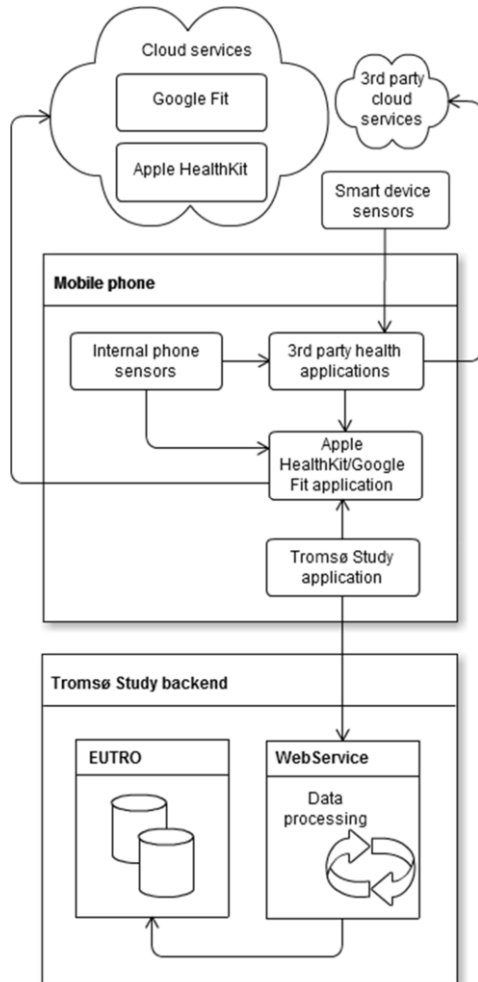 Cloud services
Google Fit
Apple HealthKit
3rd party
cloud
services
Smart device
sensors
Mobile phone
Internal phone
sensors
3rd party health
applications
Apple
HealthKit/Google
Fit application
Tromsø Study
application
Tromsø Study backend
EUTRO
WebService
Data
processing